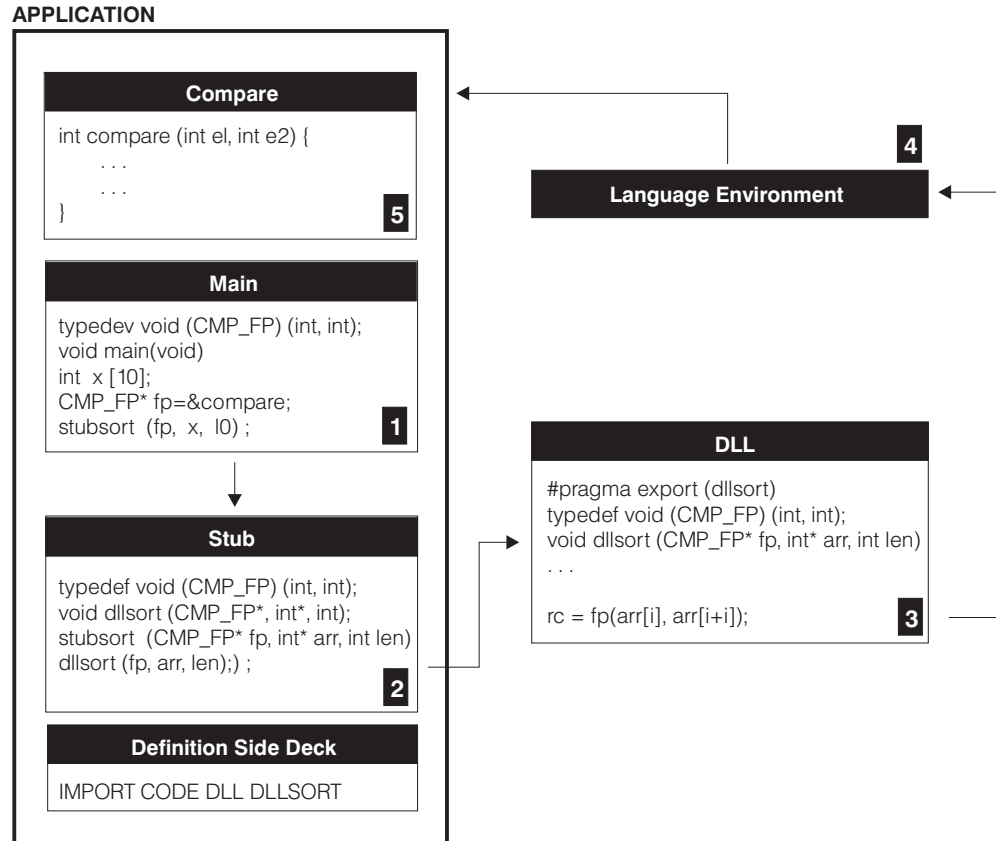 APPLICATION
Compare
int compare (int el, int e2) {
. . .
. . .
}
5
Main
typedev void (CMP_FP) (int, int);
void main(void)
int x [10];
CMP_FP* fp=&compare;
stubsort (fp, x, l0) ;
1
Stub
typedef void (CMP_FP) (int, int);
void dllsort (CMP_FP*, int*, int);
stubsort (CMP_FP* fp, int* arr, int len)
dllsort (fp, arr, len);) ;
2
Definition Side Deck
IMPORT CODE DLL DLLSORT
4
Language Environment
DLL
#pragma export (dllsort)
typedef void (CMP_FP) (int, int);
void dllsort (CMP_FP* fp, int* arr, int len)
. . .
rc = fp(arr[i], arr[i+i]);
3